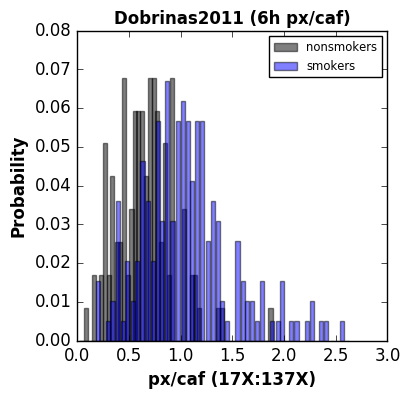 Dobrinas2011 (6h px/caf)
nonsmokers
smokers
Probability
0.08
0.07
0.06
0.05
0.04
0.03
0.02
0.01
0.00
0.0 0.5 1.0 1.5 2.0 2.5 3.0
px/caf (17X:137X)